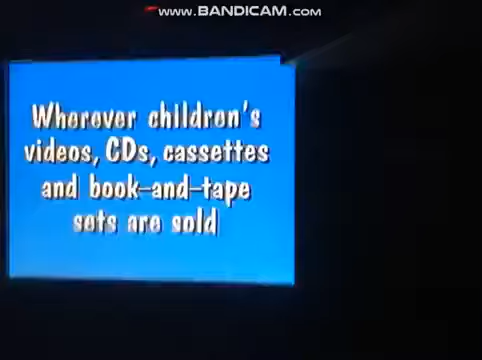 www.BANDICAM.com
Wherever children's
videos, CDs, cassettes
and book-and-tape
sets are sold